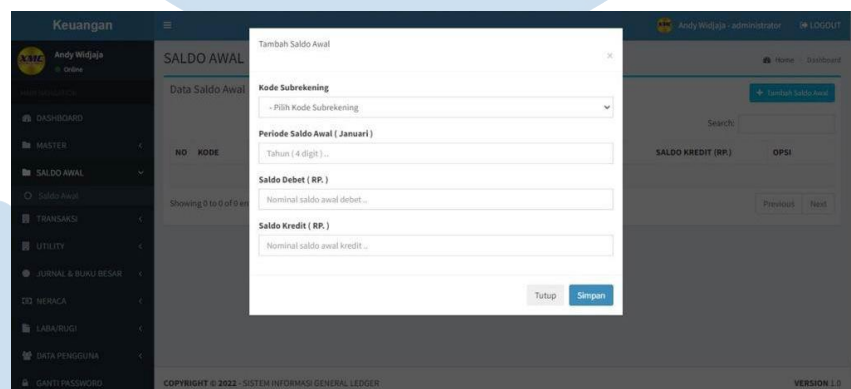 Keuangan
Andy Widjaja - administrator
LOGOUT
XMC
Andy Widjaja
Online
SALDO AWAL
Home
Dashboard
Tambah Saldo Awal
×
Data Saldo Awal
+ Tambah Saldo Awal
Kode Subrekening
- Pilih Kode Subrekening
DASHBOARD
Search:
MASTER
Periode Saldo Awal ( Januari )
Tahun ( 4 digit ) ..
NO KODE
SALDO KREDIT (RP.)
OPSI
SALDO AWAL
Saldo Awal
Saldo Debet ( RP. )
Nominal saldo awal debet ..
Showing 0 to 0 of 0 en
Previous
Next
TRANSAKSI
Saldo Kredit ( RP. )
Nominal saldo awal kredit ..
UTILITY
JURNAL & BUKU BESAR
NERACA
Tutup
Simpan
LABA/RUGI
DATA PENGGUNA
GANTI PASSWORD
COPYRIGHT © 2022 - SISTEM INFORMASI GENERAL LEDGER
VERSION 1.0